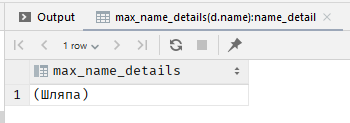 Output max_name_details(d.name):name_detail
1 row
max_name_details
1 (Шляпа)